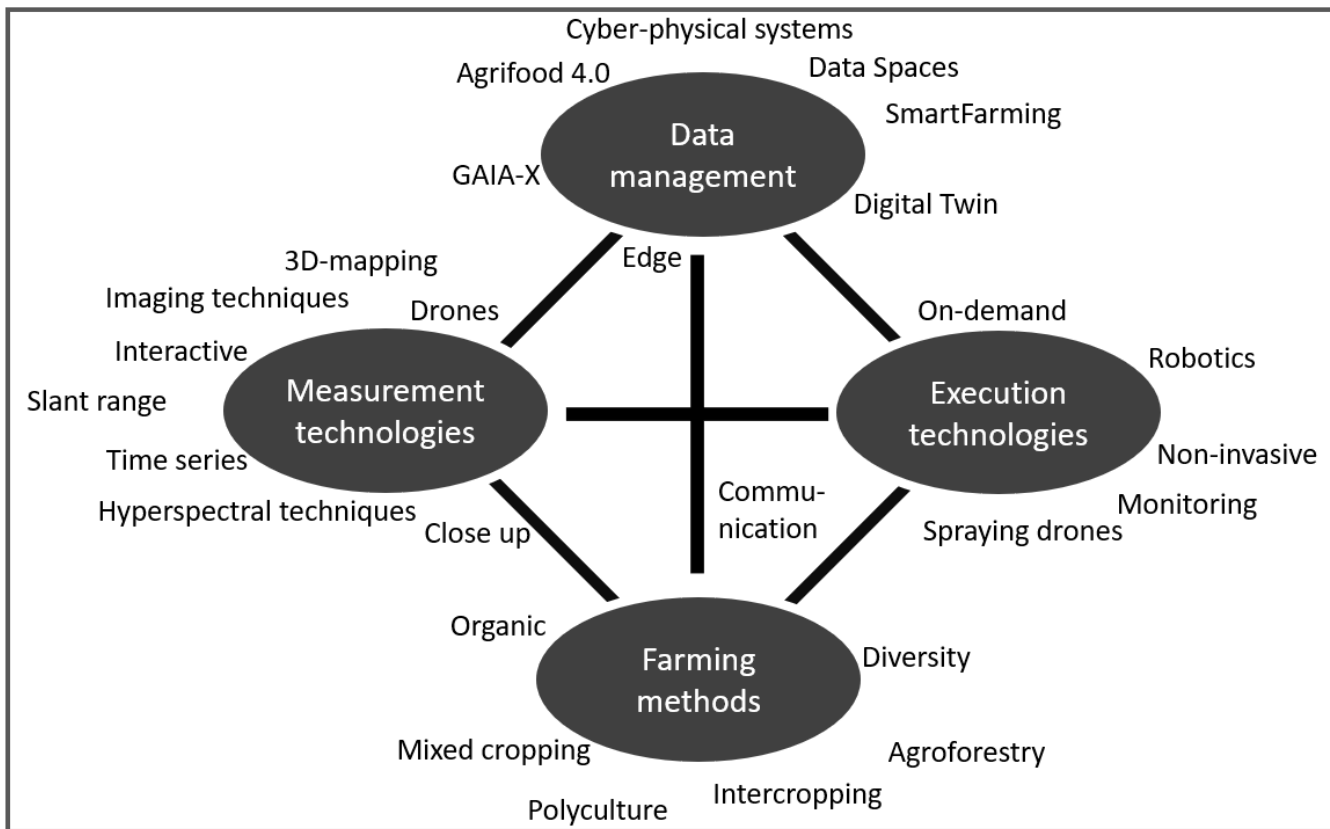 Cyber-physical systems
Agrifood 4.0
Data Spaces
SmartFarming
Data
management
GAIA-X
Digital Twin
Edge
3D-mapping
Imaging techniques
Drones
On-demand
Interactive
Robotics
Slant range
Measurement
technologies
Execution
technologies
Time series
Non-invasive
Hyperspectral techniques
Monitoring
Close up
Commu-
nication
Spraying drones
Organic
Farming
methods
Diversity
Mixed cropping
Agroforestry
Polyculture
Intercropping